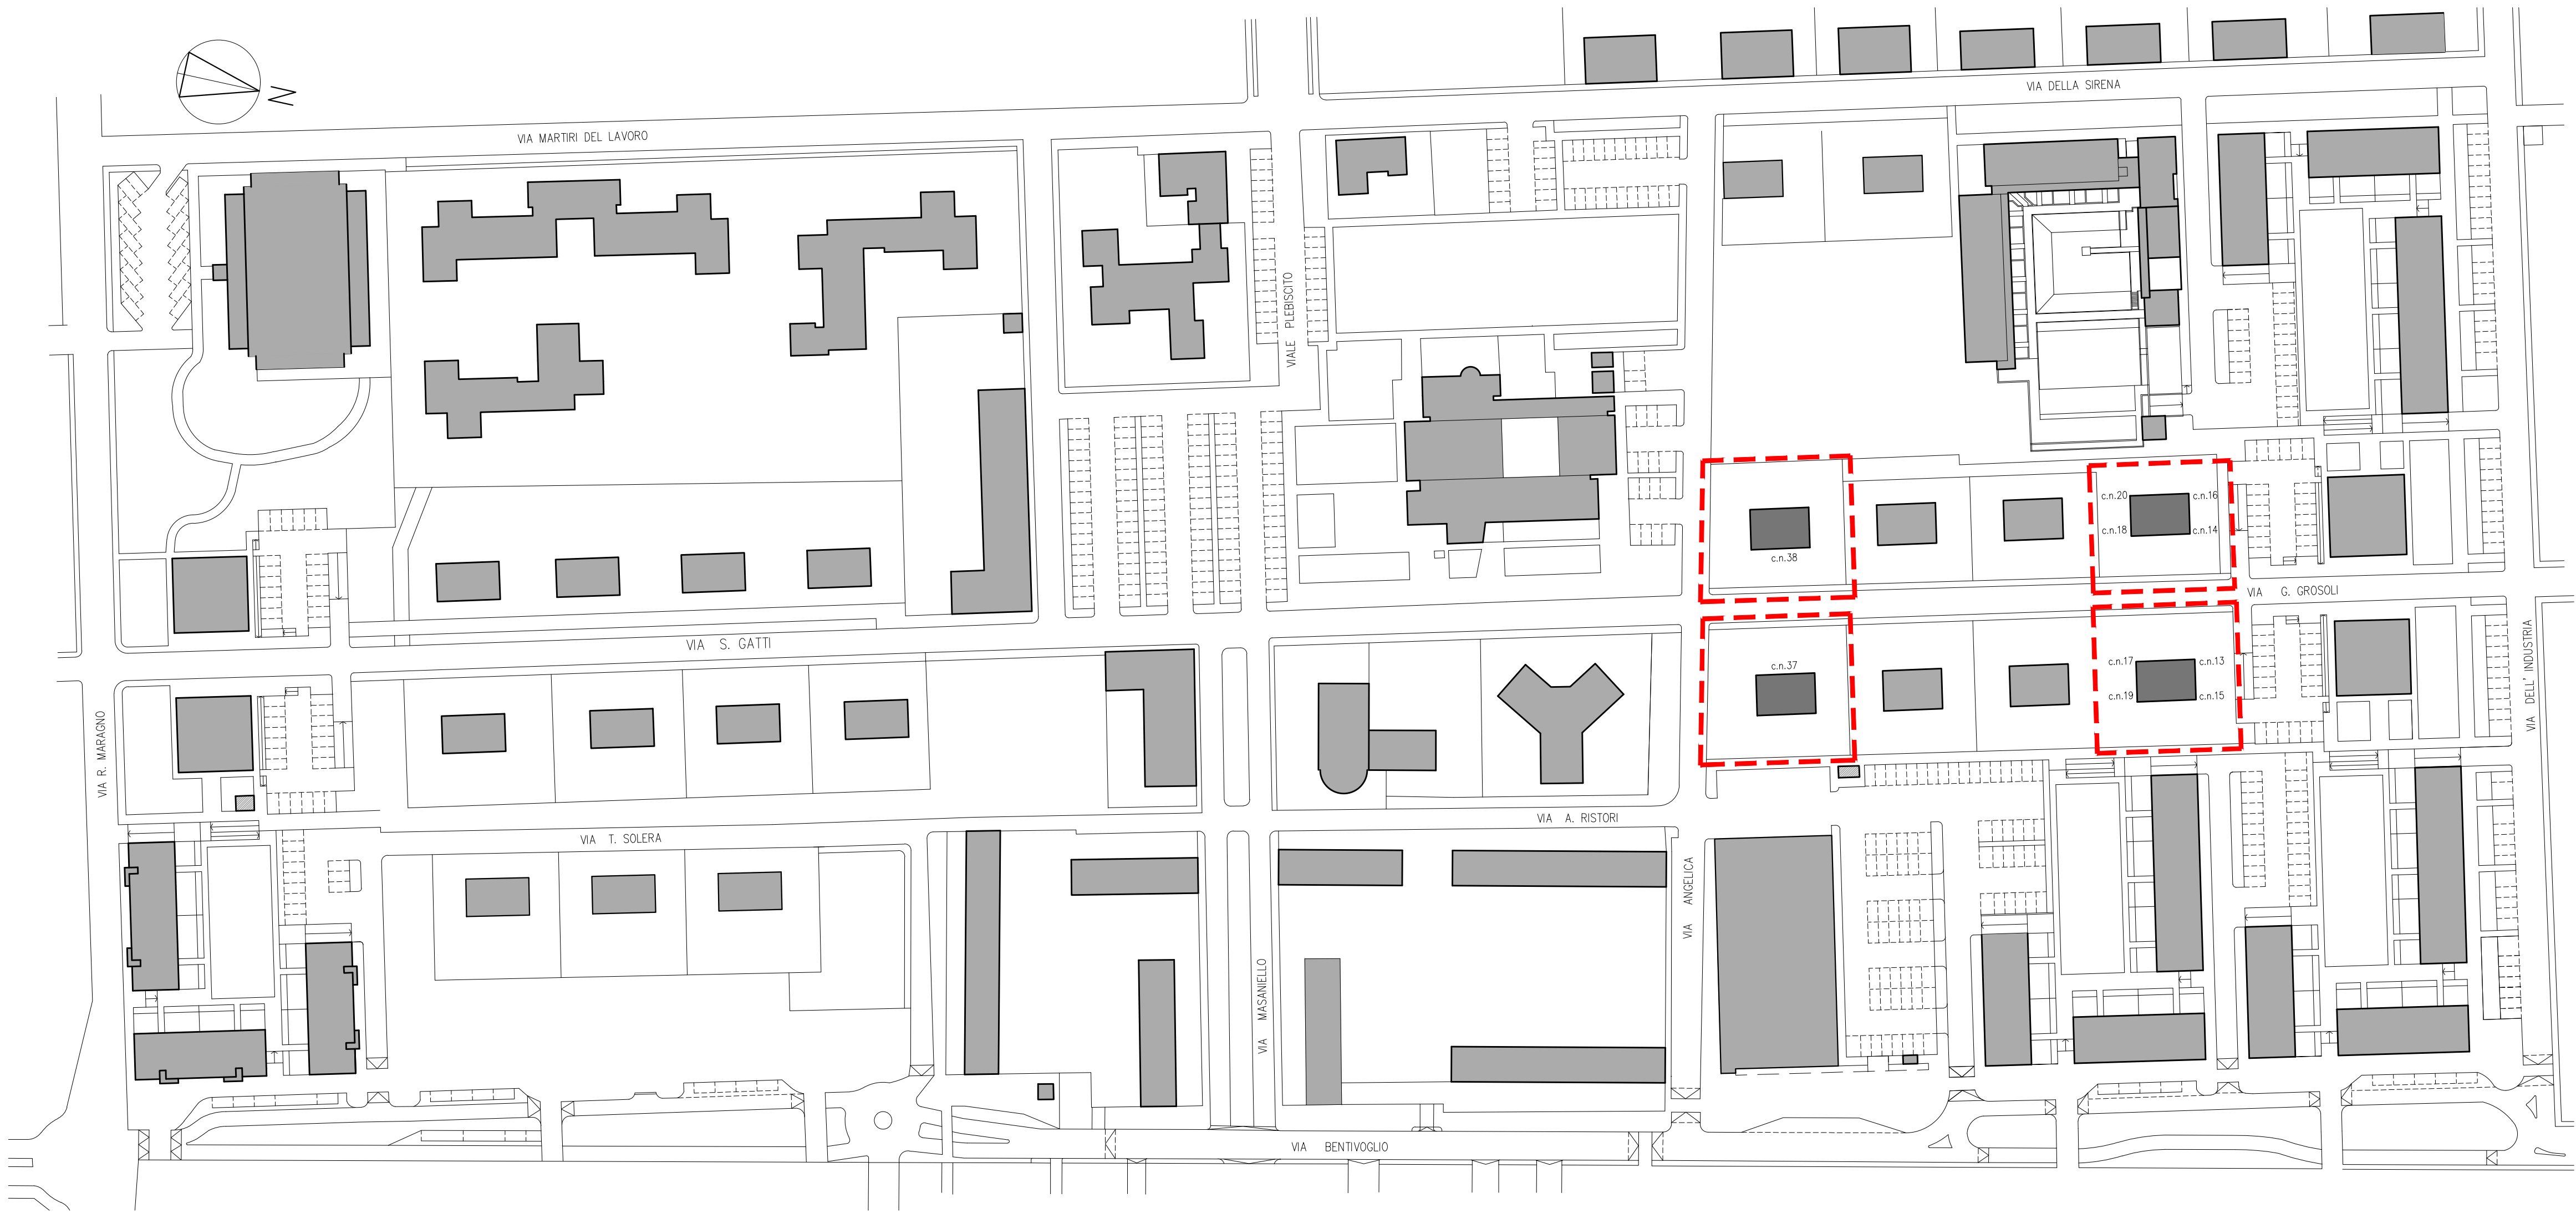 VIA DELLA SIRENA
N
VIA MARTIRI DEL LAVORO
VIALE PLEBISCITO
c.n.20
c.n.16
c.n.18
c.n.14
c.n.38
VIA G. GROSOLI
VIA S. GATTI
c.n.37
c.n.17
c.n.13
c.n.19
c.n.15
VIA DELL' INDUSTRIA
VIA R. MARAGNO
VIA T. SOLERA
VIA A. RISTORI
VIA ANGELICA
VIA MASANIELLO
VIA BENTIVOGLIO